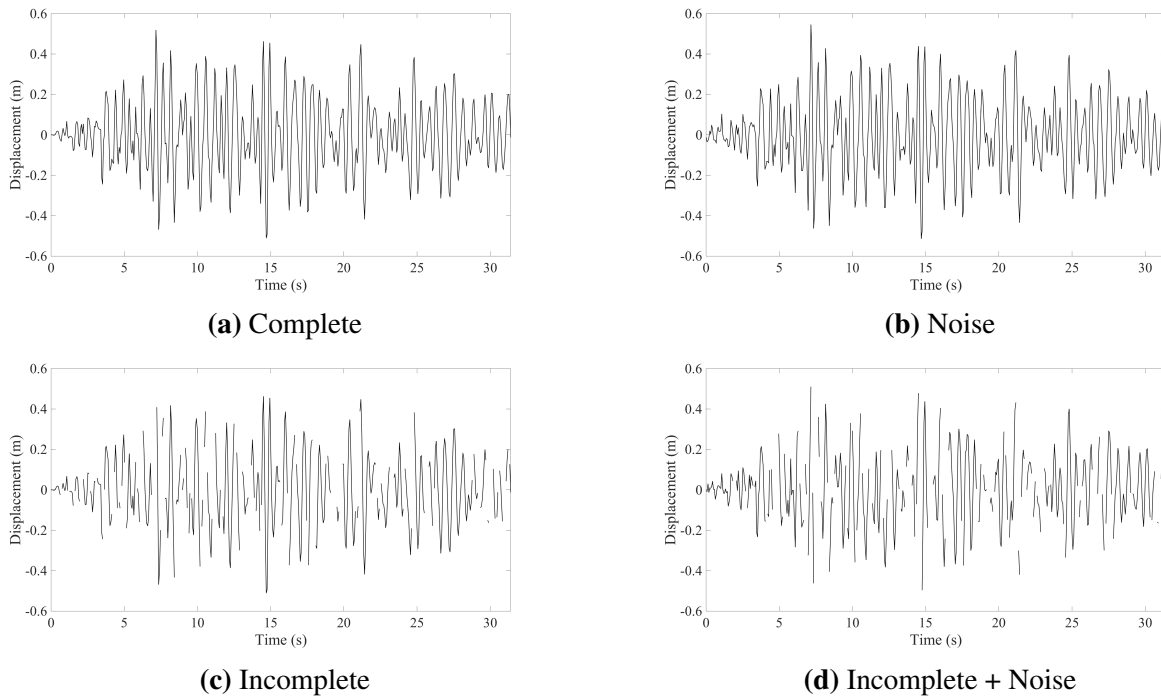 0.6
0.4
0.2
0
-0.2
-0.4
-0.6
Displacement (m)
0 5 10 15 20 25 30
Time (s)
(a) Complete
0.6
0.4
0.2
0
-0.2
-0.4
-0.6
Displacement (m)
0 5 10 15 20 25 30
Time (s)
(b) Noise
0.6
0.4
0.2
0
-0.2
-0.4
-0.6
Displacement (m)
0 5 10 15 20 25 30
Time (s)
(c) Incomplete
0.6
0.4
0.2
0
-0.2
-0.4
-0.6
Displacement (m)
0 5 10 15 20 25 30
Time (s)
(d) Incomplete + Noise